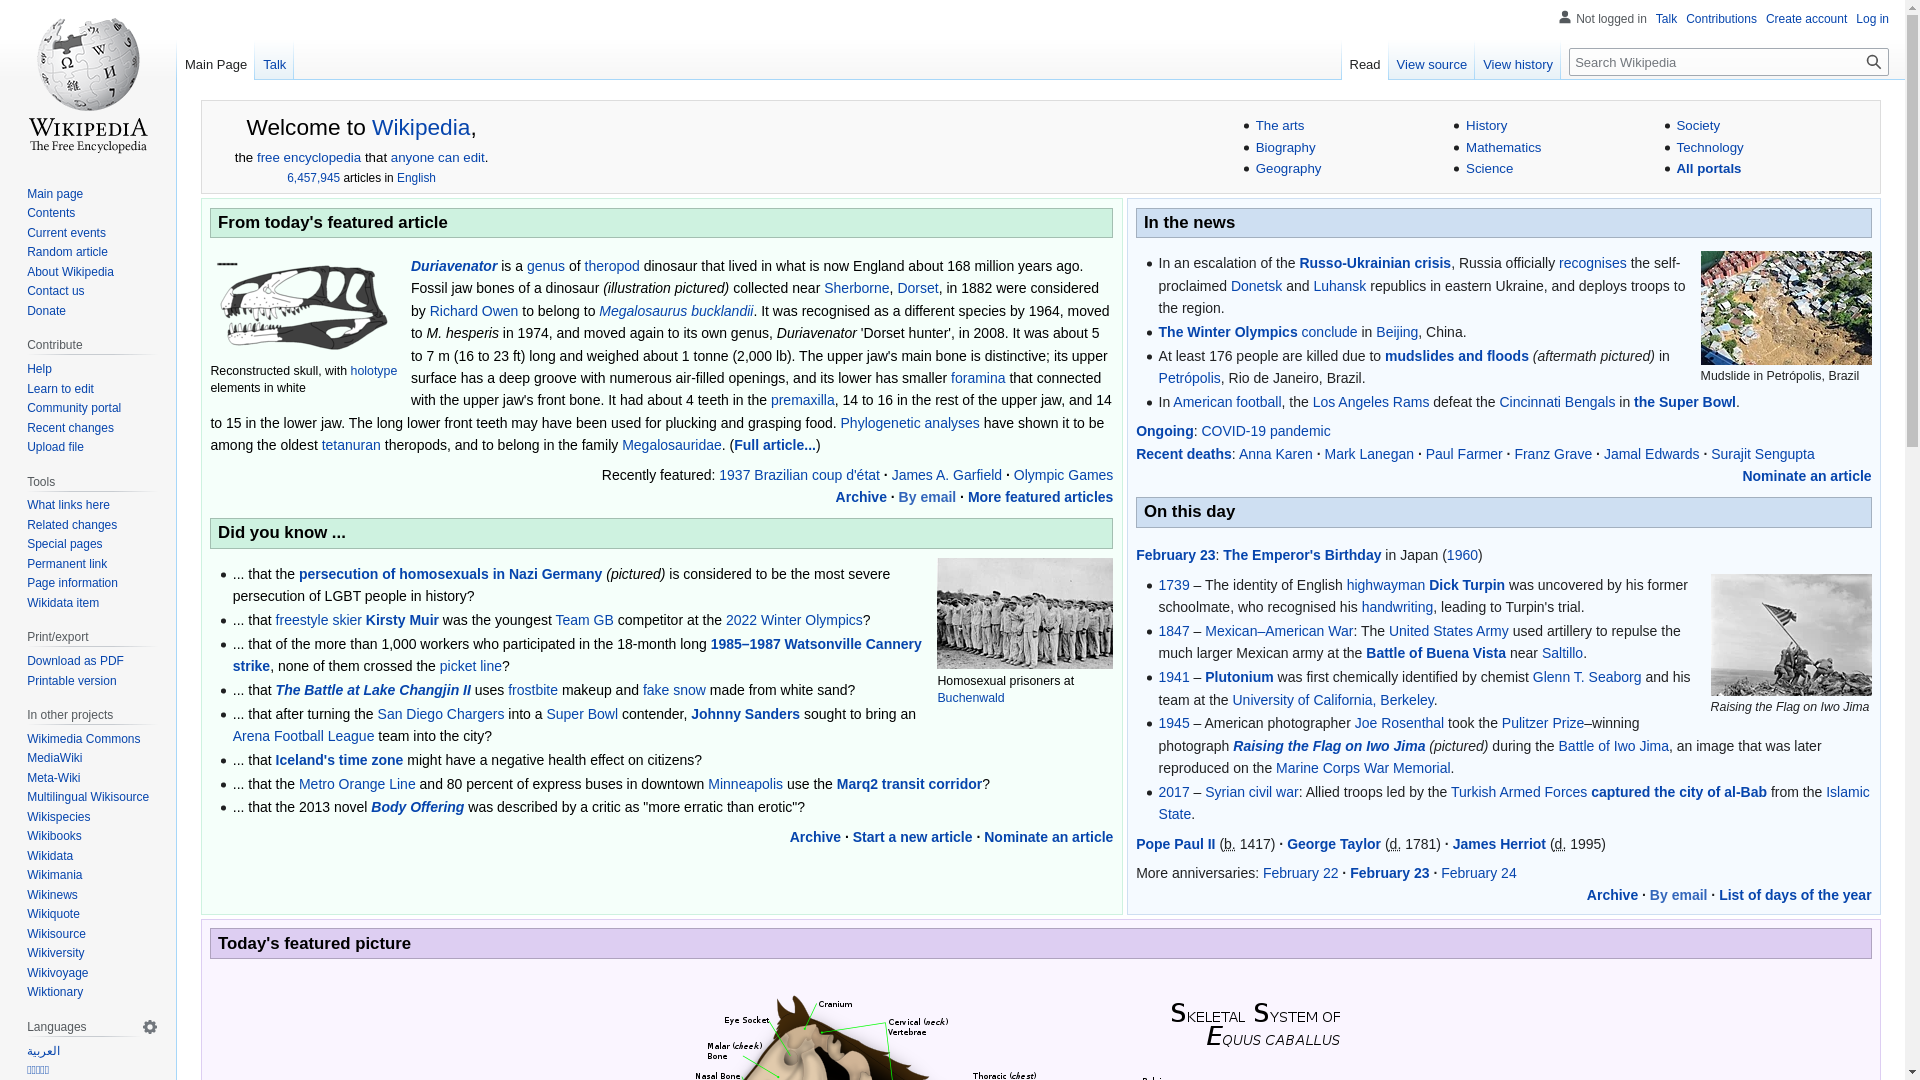 Not logged in Talk Contributions Create account Log in
Main Page Talk Read View source View history Search Wikipedia
WIKIPEDIA
The Free Encyclopedia
Main page
Contents
Current events
Random article
About Wikipedia
Contact us
Donate
Contribute
Help
Learn to edit
Community portal
Recent changes
Upload file
Tools
What links here
Related changes
Special pages
Permanent link
Page information
Wikidata item
Print/export
Download as PDF
Printable version
In other projects
Wikimedia Commons
MediaWiki
Meta-Wiki
Multilingual Wikisource
Wikispecies
Wikibooks
Wikidata
Wikimania
Wikinews
Wikiquote
Wikisource
Wikiversity
Wikivoyage
Wiktionary
Languages
العربية
Welcome to Wikipedia,
the free encyclopedia that anyone can edit.
6,457,945 articles in English
The arts
Biography
Geography
History
Mathematics
Science
Society
Technology
All portals
From today's featured article
Reconstructed skull, with holotype
elements in white
Duriavenator is a genus of theropod dinosaur that lived in what is now England about 168 million years ago.
Fossil jaw bones of a dinosaur (illustration pictured) collected near Sherborne, Dorset, in 1882 were considered
by Richard Owen to belong to Megalosaurus bucklandii. It was recognised as a different species by 1964, moved
to M. hesperis in 1974, and moved again to its own genus, Duriavenator 'Dorset hunter', in 2008. It was about 5
to 7 m (16 to 23 ft) long and weighed about 1 tonne (2,000 lb). The upper jaw's main bone is distinctive; its upper
surface has a deep groove with numerous air-filled openings, and its lower has smaller foramina that connected
with the upper jaw's front bone. It had about 4 teeth in the premaxilla, 14 to 16 in the rest of the upper jaw, and 14
to 15 in the lower jaw. The long lower front teeth may have been used for plucking and grasping food. Phylogenetic analyses have shown it to be
among the oldest tetanuran theropods, and to belong in the family Megalosauridae. (Full article...)
Recently featured: 1937 Brazilian coup d'état · James A. Garfield · Olympic Games
Archive · By email · More featured articles
Did you know ...
... that the persecution of homosexuals in Nazi Germany (pictured) is considered to be the most severe
persecution of LGBT people in history?
... that freestyle skier Kirsty Muir was the youngest Team GB competitor at the 2022 Winter Olympics?
... that of the more than 1,000 workers who participated in the 18-month long 1985–1987 Watsonville Cannery
strike, none of them crossed the picket line?
... that The Battle at Lake Changjin II uses frostbite makeup and fake snow made from white sand?
... that after turning the San Diego Chargers into a Super Bowl contender, Johnny Sanders sought to bring an
Arena Football League team into the city?
... that Iceland's time zone might have a negative health effect on citizens?
... that the Metro Orange Line and 80 percent of express buses in downtown Minneapolis use the Marq2 transit corridor?
... that the 2013 novel Body Offering was described by a critic as "more erratic than erotic"?
Homosexual prisoners at
Buchenwald
Archive · Start a new article · Nominate an article
In the news
In an escalation of the Russo-Ukrainian crisis, Russia officially recognises the self-
proclaimed Donetsk and Luhansk republics in eastern Ukraine, and deploys troops to
the region.
The Winter Olympics conclude in Beijing, China.
At least 176 people are killed due to mudslides and floods (aftermath pictured) in
Petrópolis, Rio de Janeiro, Brazil.
In American football, the Los Angeles Rams defeat the Cincinnati Bengals in the Super Bowl.
Mudslide in Petrópolis, Brazil
Ongoing: COVID-19 pandemic
Recent deaths: Anna Karen · Mark Lanegan · Paul Farmer · Franz Grave · Jamal Edwards · Surajit Sengupta
Nominate an article
On this day
February 23: The Emperor's Birthday in Japan (1960)
1739 – The identity of English highwayman Dick Turpin was uncovered by his former
schoolmate, who recognised his handwriting, leading to Turpin's trial.
1847 – Mexican–American War: The United States Army used artillery to repulse the
much larger Mexican army at the Battle of Buena Vista near Saltillo.
1941 – Plutonium was first chemically identified by chemist Glenn T. Seaborg and his
team at the University of California, Berkeley.
1945 – American photographer Joe Rosenthal took the Pulitzer Prize–winning
photograph Raising the Flag on Iwo Jima (pictured) during the Battle of Iwo Jima, an image that was later
reproduced on the Marine Corps War Memorial.
2017 – Syrian civil war: Allied troops led by the Turkish Armed Forces captured the city of al-Bab from the Islamic
State.
Raising the Flag on Iwo Jima
Pope Paul II (b. 1417) · George Taylor (d. 1781) · James Herriot (d. 1995)
More anniversaries: February 22 · February 23 · February 24
Archive · By email · List of days of the year
Today's featured picture
Cranium
Eye Socket
Cervical (neck)
Vertebrae
Malar (cheek)
Bone
Nasal Bone
Thoracic (chest)
SKELETAL SYSTEM OF
EQUUS CABALLUS